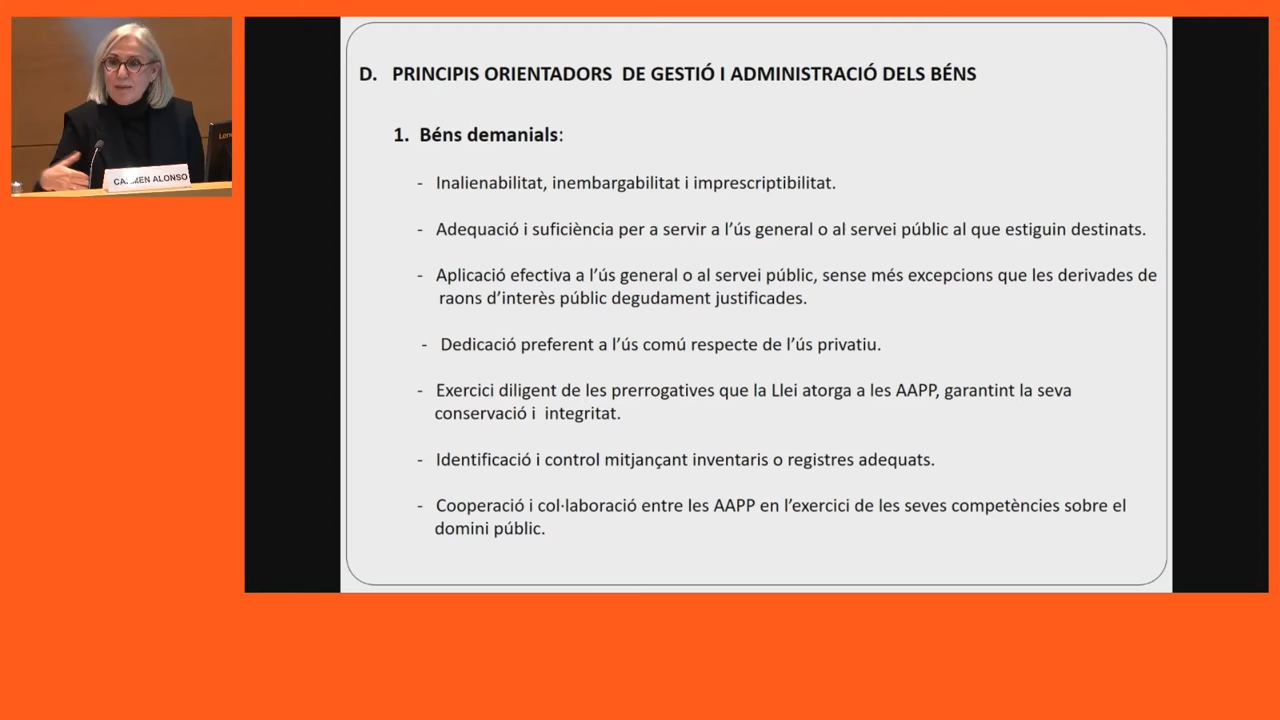 D. PRINCIPIS ORIENTADORS DE GESTIÓ I ADMINISTRACIÓ DELS BÉNS
1. Béns demanials:
- Inalienabilitat, inembargabilitat i imprescriptibilitat.
- Adequació i suficiència per a servir a l’ús general o al servei públic al que estiguin destinats.
- Aplicació efectiva a l’ús general o al servei públic, sense més excepcions que les derivades de
raons d’interès públic degudament justificades.
- Dedicació preferent a l’ús comú respecte de l’ús privatiu.
- Exercici diligent de les prerrogatives que la Llei atorga a les AAPP, garantint la seva
conservació i integritat.
- Identificació i control mitjançant inventaris o registres adequats.
- Cooperació i col·laboració entre les AAPP en l’exercici de les seves competències sobre el
domini públic.
ALONSO